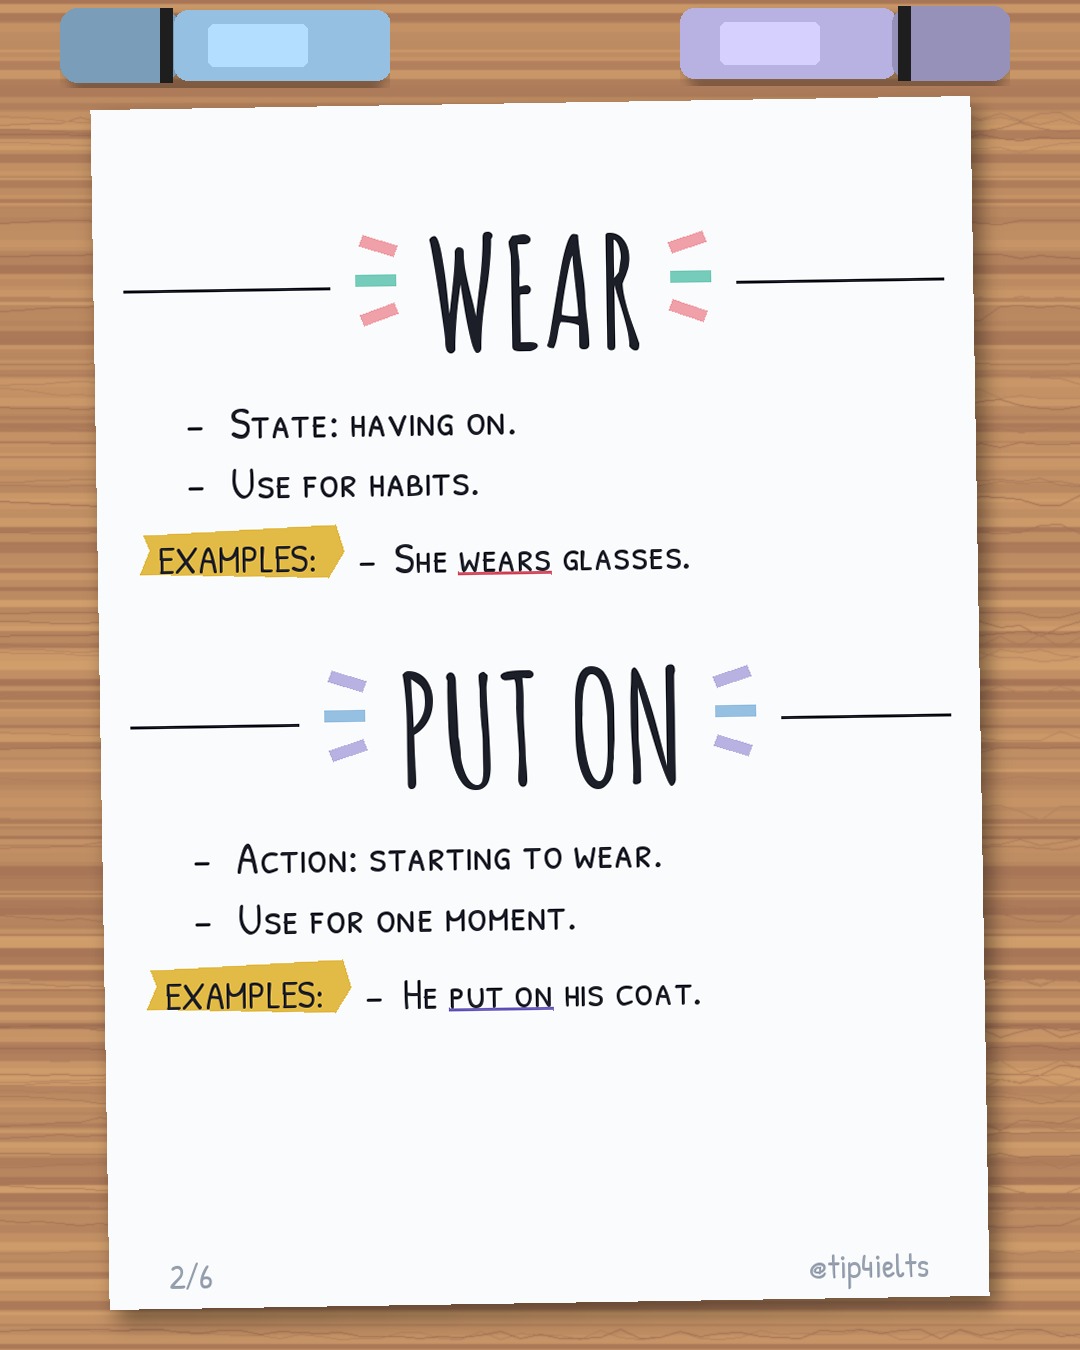 WEAR
- STATE: HAVING ON.
- USE FOR HABITS.
EXAMPLES: - SHE WEARS GLASSES.
PUT ON
- ACTION: STARTING TO WEAR.
- USE FOR ONE MOMENT.
EXAMPLES: - HE PUT ON HIS COAT.
2/6
@tip4ielts